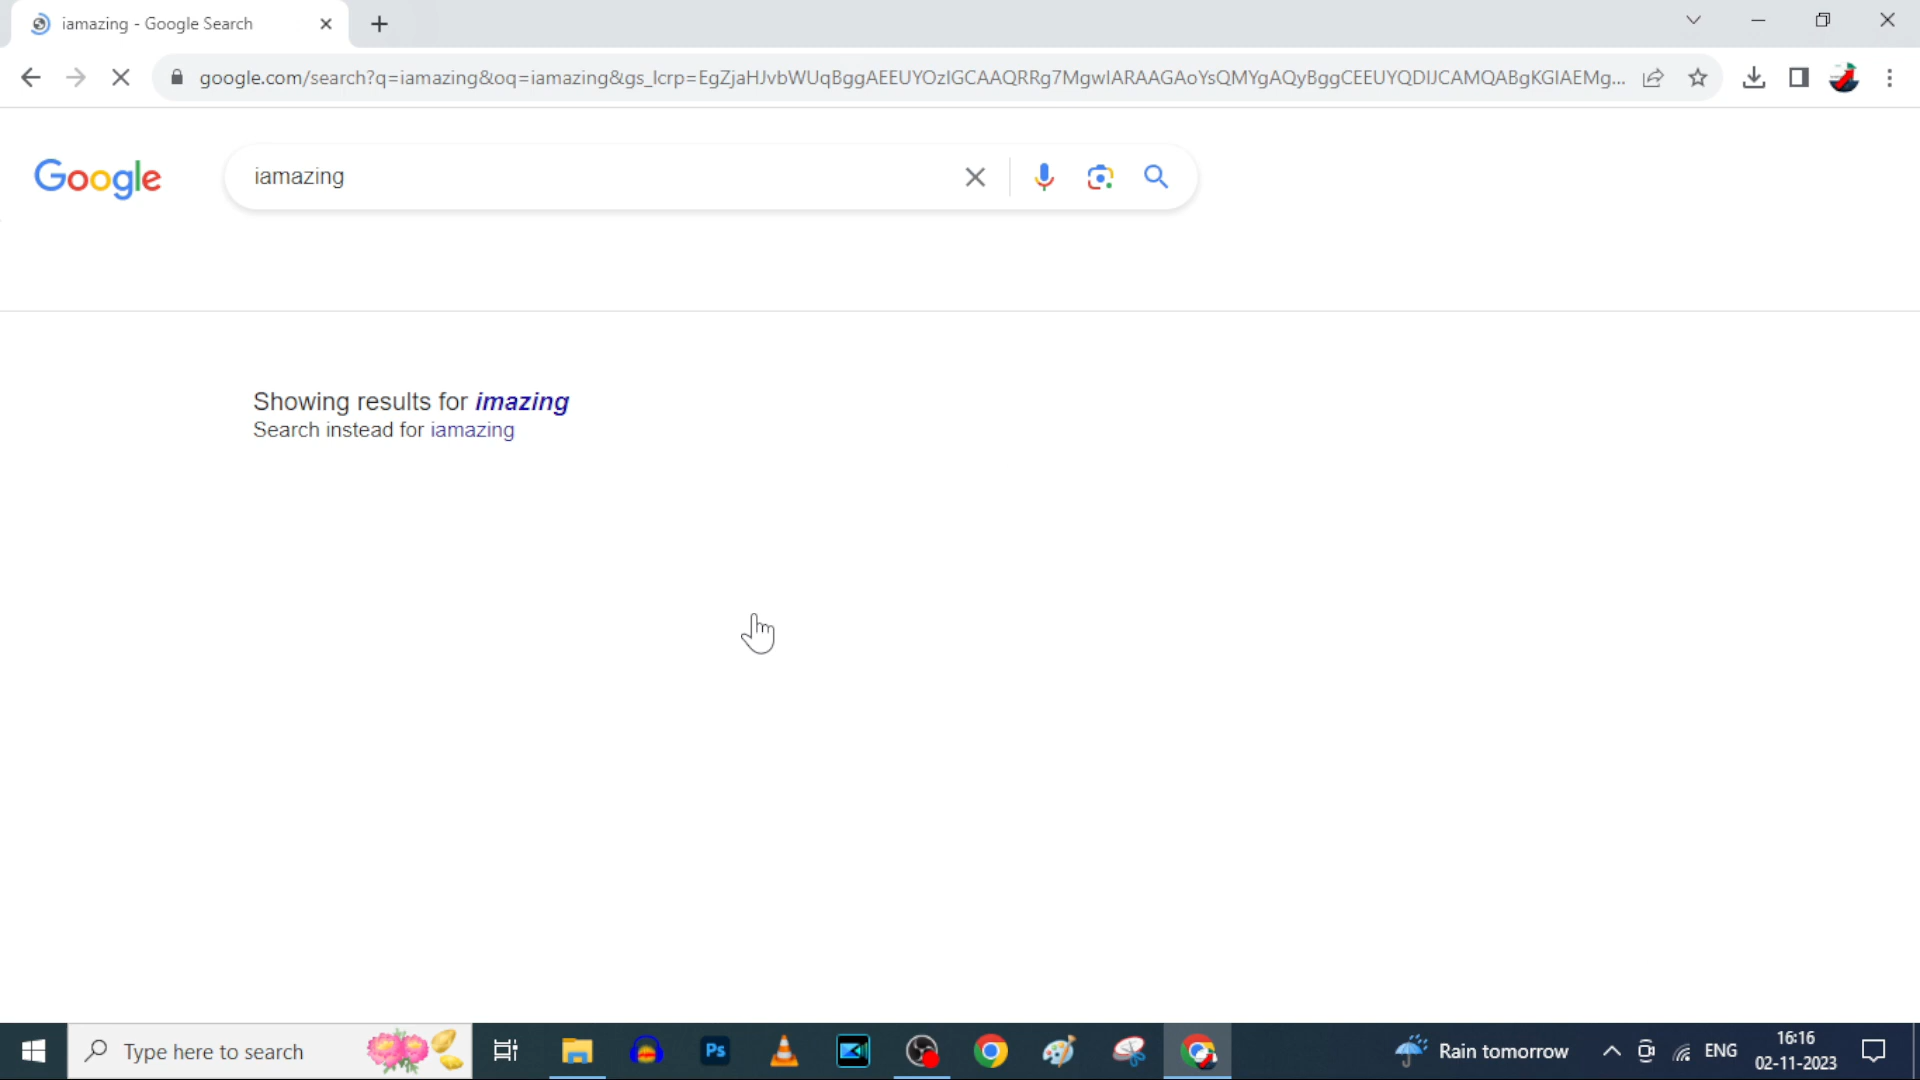 iamazing - Google Search
google.com/search?q=iamazing&oq=iamazing&gs_lcrp=EgZjaHJvbWUqBggAEEUYOzIGCAAQRRg7MgwIARAAGAoYsQMYgAQyBggCEEUYQDIJCAMQABgKGIAEMg...
Google
iamazing
Showing results for imazing
Search instead for iamazing
Type here to search
Ps
Rain tomorrow
ENG
16:16
02-11-2023